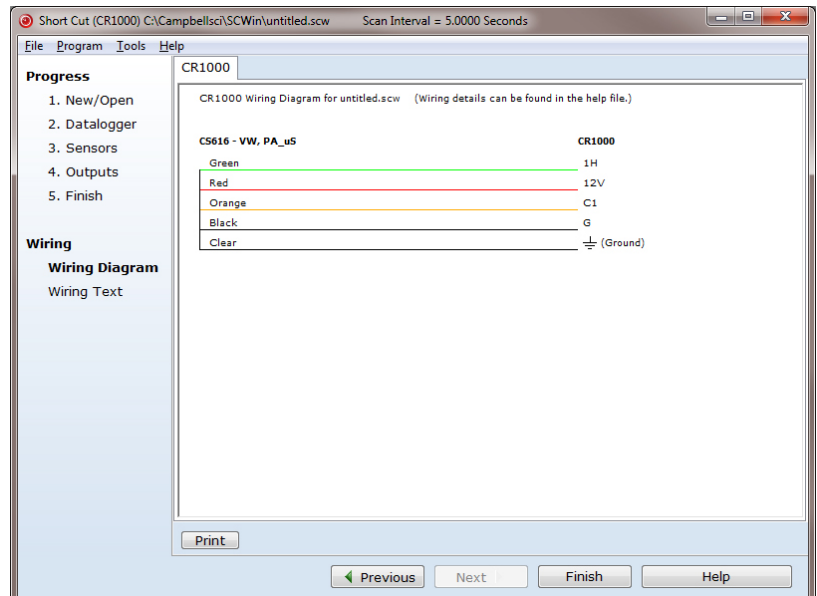 Short Cut (CR1000) C:\Campbellsci\SCWin\untitled.scw Scan Interval = 5.0000 Seconds
File Program Tools Help
Progress
1. New/Open
2. Datalogger
3. Sensors
4. Outputs
5. Finish
Wiring
Wiring Diagram
Wiring Text
CR1000
CR1000 Wiring Diagram for untitled.scw (Wiring details can be found in the help file.)
CS616 - VW, PA_uS CR1000
Green 1H
Red 12V
Orange C1
Black G
Clear (Ground)
Print
Previous Next Finish Help